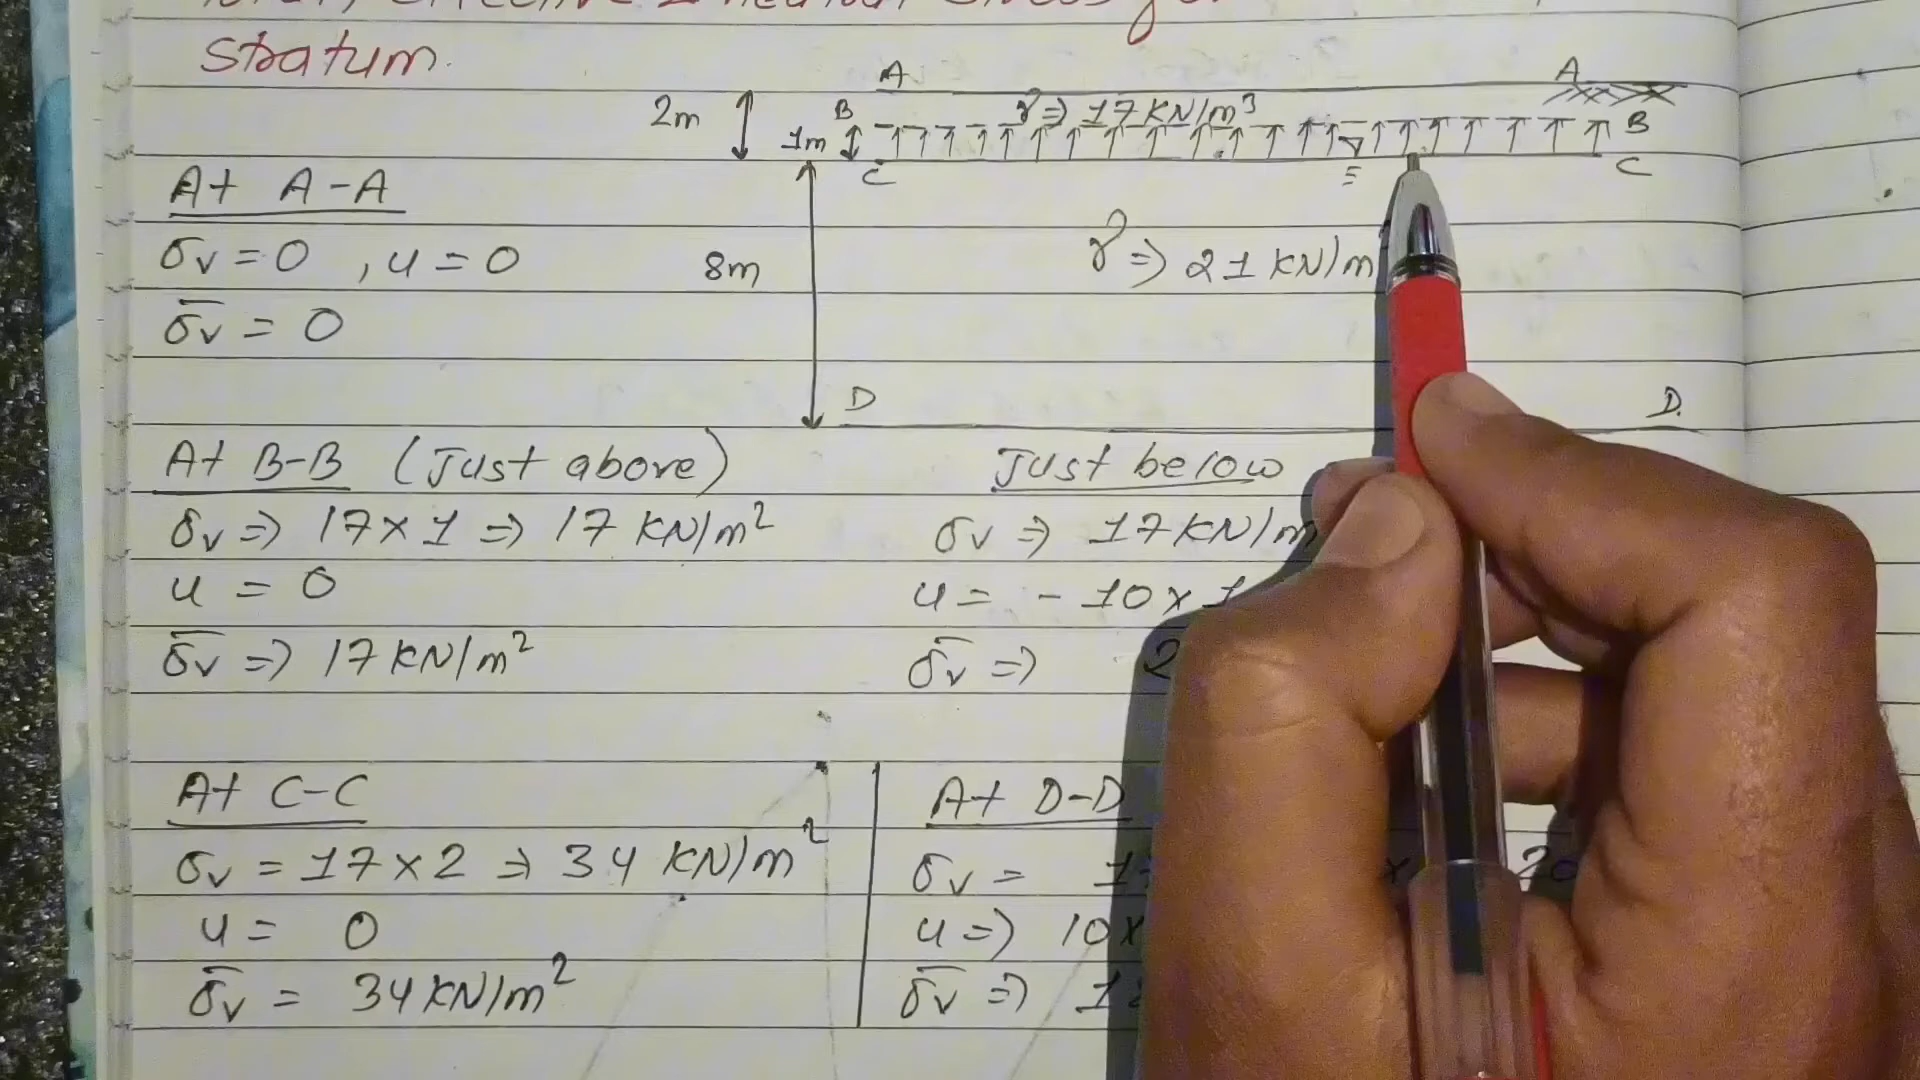 stratum.
A A
2m B γ => 17 KN/m³
1m B
C C
At A-A
σv = 0 , u = 0
8m γ => 21 KN/m
σ̅v = 0
D D.
At B-B (Just above) Just below
σv => 17 x 1 => 17 KN/m² σv => 17 KN/m
u = 0 u = - 10 x 1
σ̅v => 17 KN/m² σ̅v => 2
At C-C At D-D
σv = 17 x 2 => 34 KN/m² σv =
u = 0 u => 10 x
σ̅v = 34 KN/m² σ̅v =>